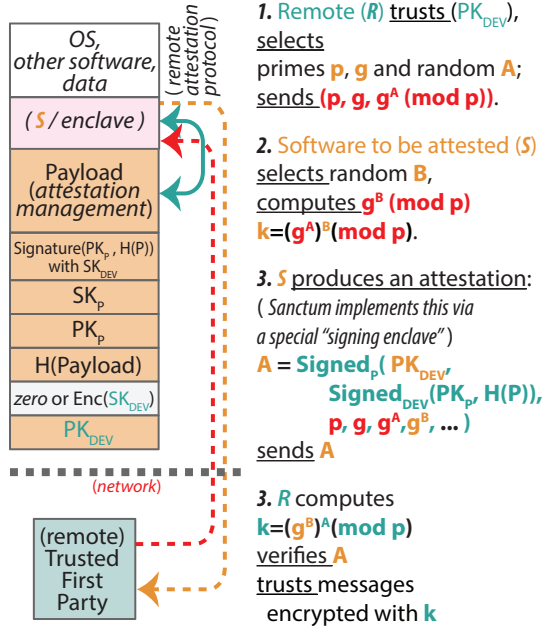 OS,
other software,
data
( S / enclave )
Payload
(attestation
management)
Signature(PKP , H(P))
with SKDEV
SKP
PKP
H(Payload)
zero or Enc(SKDEV)
PKDEV
(remote
attestation
protocol)
(network)
(remote)
Trusted
First
Party
1. Remote (R) trusts (PKDEV),
selects
primes p, g and random A;
sends (p, g, gA (mod p)).
2. Software to be attested (S)
selects random B,
computes gB (mod p)
k=(gA)B(mod p).
3. S produces an attestation:
( Sanctum implements this via
a special “signing enclave” )
A = SignedP( PKDEV,
SignedDEV(PKP, H(P)),
p, g, gA,gB, ... )
sends A
3. R computes
k=(gB)A(mod p)
verifies A
trusts messages
encrypted with k